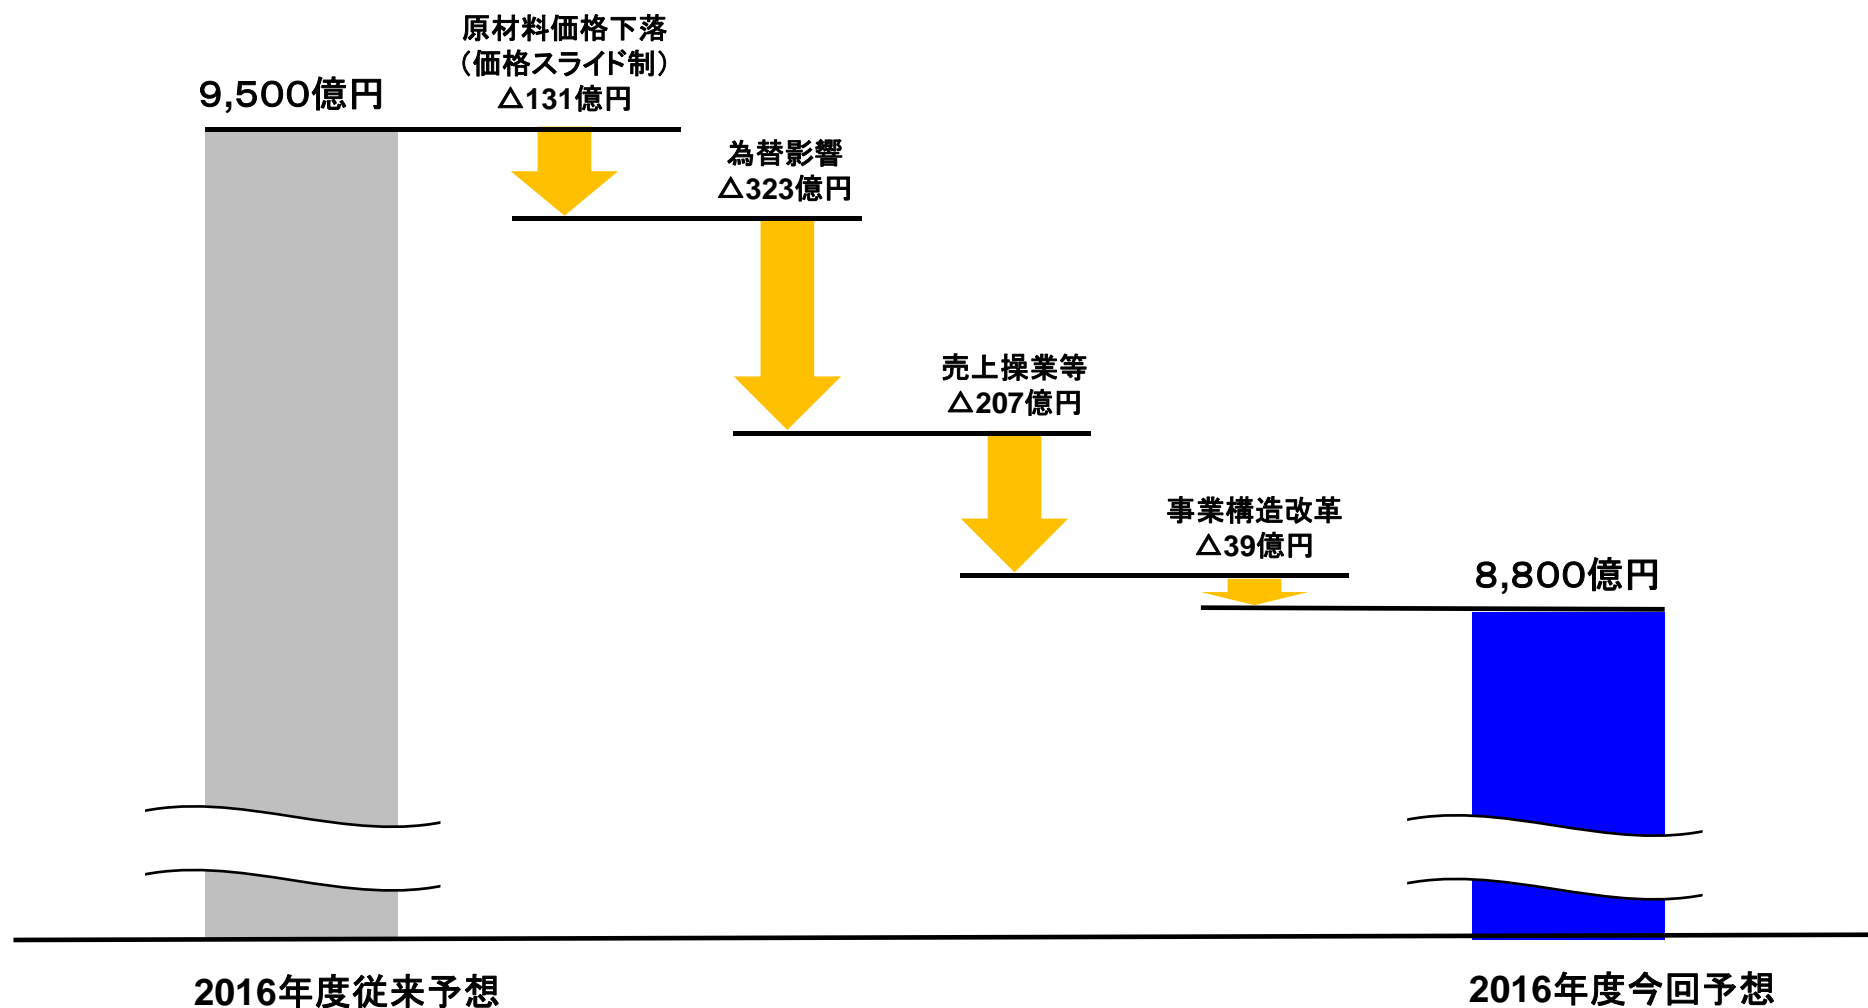 9,500億円
原材料価格下落
（価格スライド制）
△131億円
為替影響
△323億円
売上操業等
△207億円
事業構造改革
△39億円
8,800億円
2016年度従来予想
2016年度今回予想